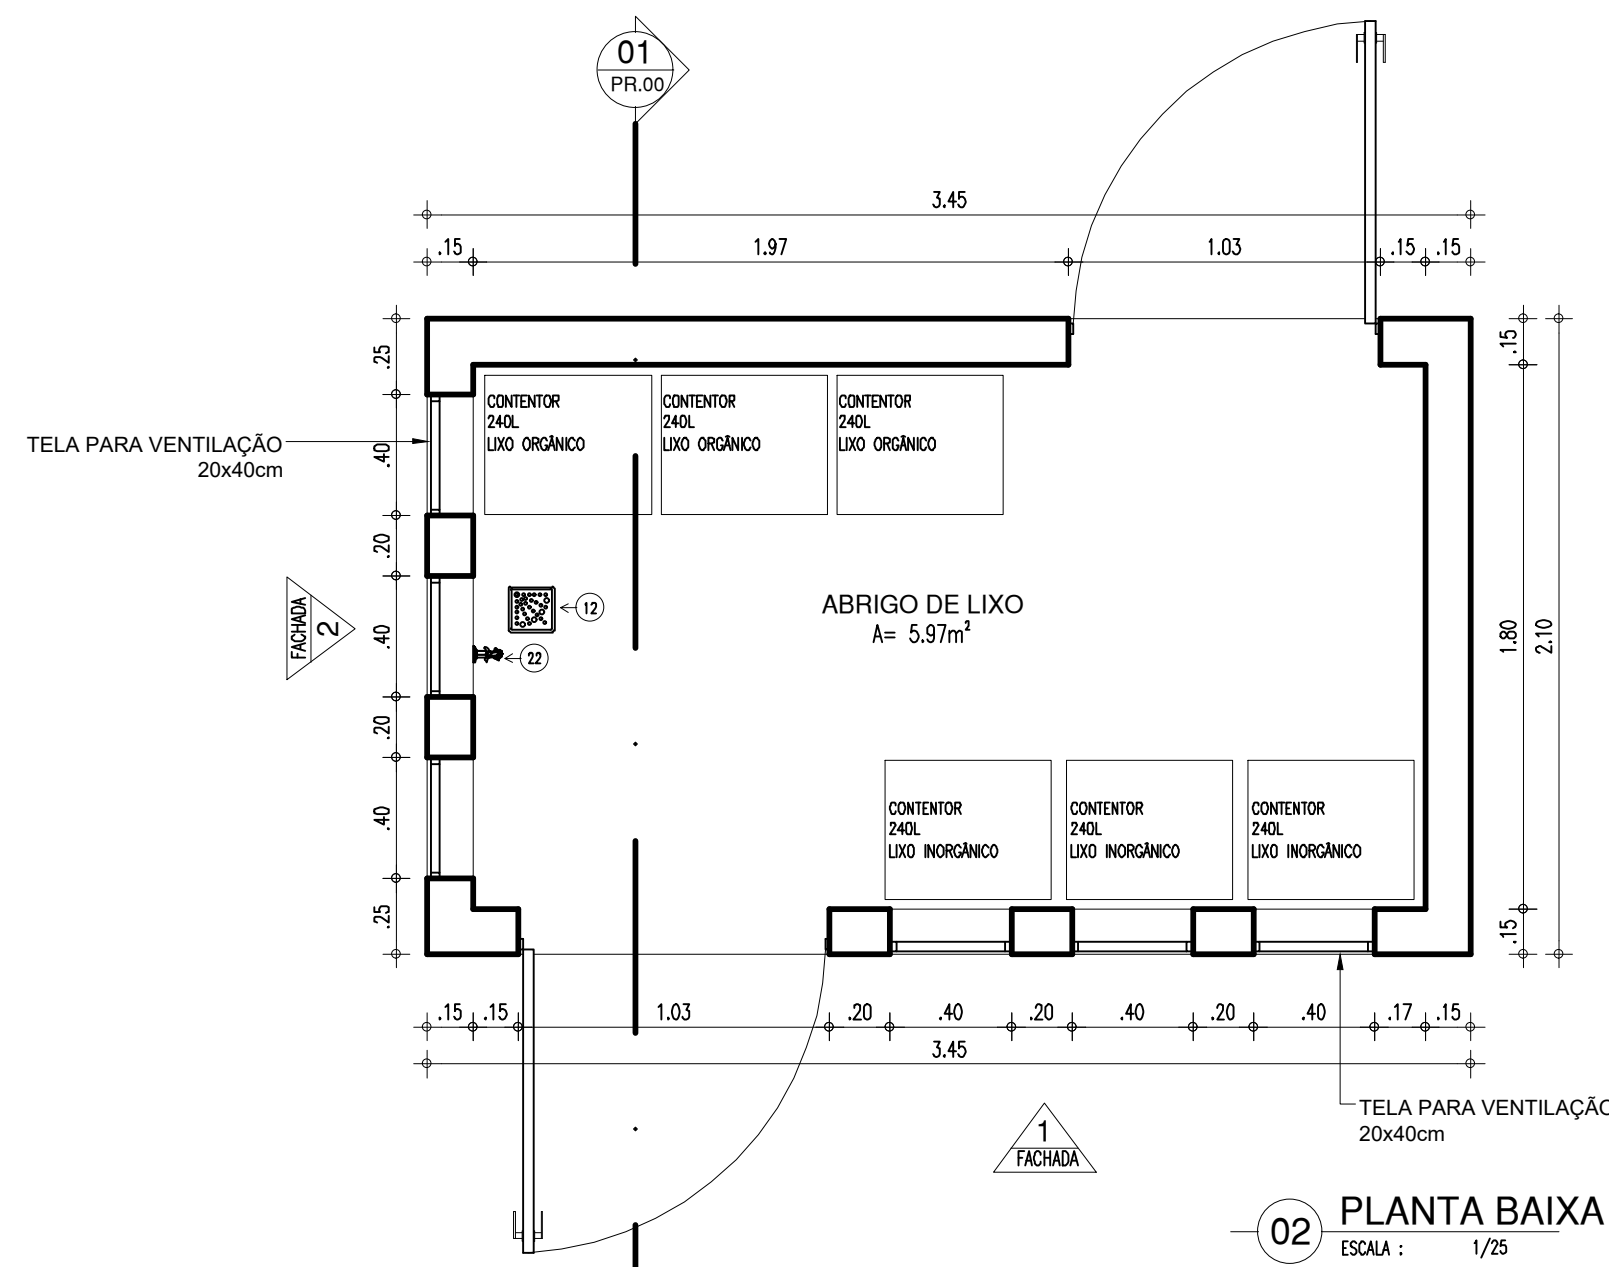 01
PR.00
3.45
.15
1.97
1.03
.15
.15
.25
.40
.20
.40
.20
.40
.25
TELA PARA VENTILAÇÃO
20x40cm
CONTENTOR
240L
LIXO ORGÂNICO
CONTENTOR
240L
LIXO ORGÂNICO
CONTENTOR
240L
LIXO ORGÂNICO
.15
1.80
2.10
.15
FACHADA
2
12
22
ABRIGO DE LIXO
A= 5.97m²
CONTENTOR
240L
LIXO INORGÂNICO
CONTENTOR
240L
LIXO INORGÂNICO
CONTENTOR
240L
LIXO INORGÂNICO
.15
.15
1.03
.20
.40
.20
.40
.20
.40
.17
.15
3.45
TELA PARA VENTILAÇÃO
20x40cm
1
FACHADA
02
PLANTA BAIXA
ESCALA : 1/25